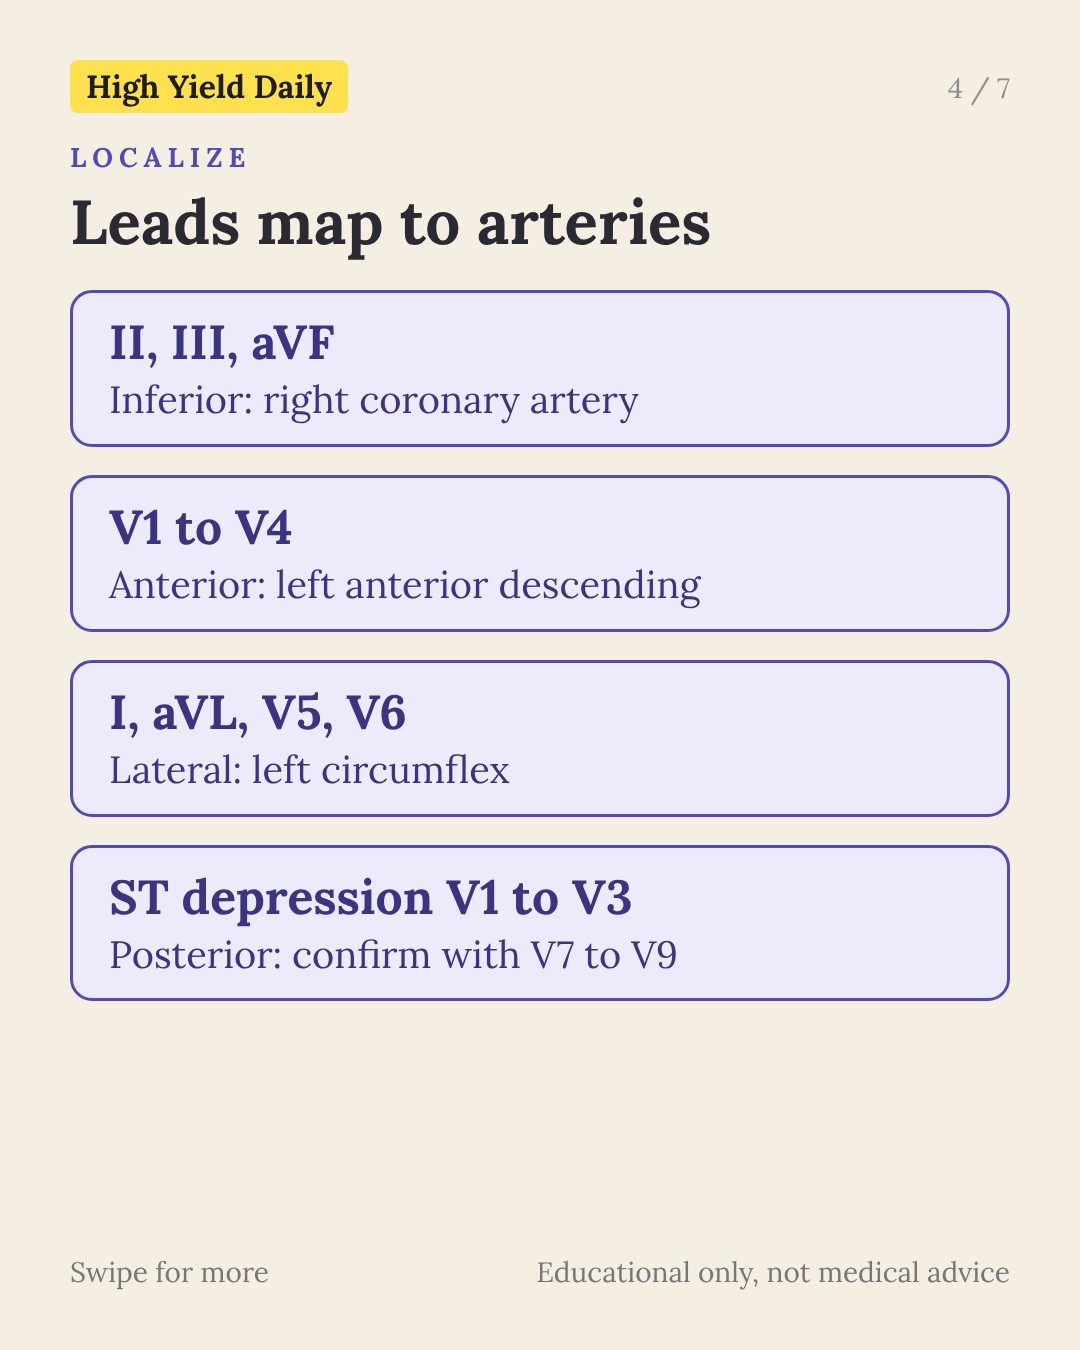 High Yield Daily
4 / 7
LOCALIZE
Leads map to arteries
II, III, aVF
Inferior: right coronary artery
V1 to V4
Anterior: left anterior descending
I, aVL, V5, V6
Lateral: left circumflex
ST depression V1 to V3
Posterior: confirm with V7 to V9
Swipe for more
Educational only, not medical advice